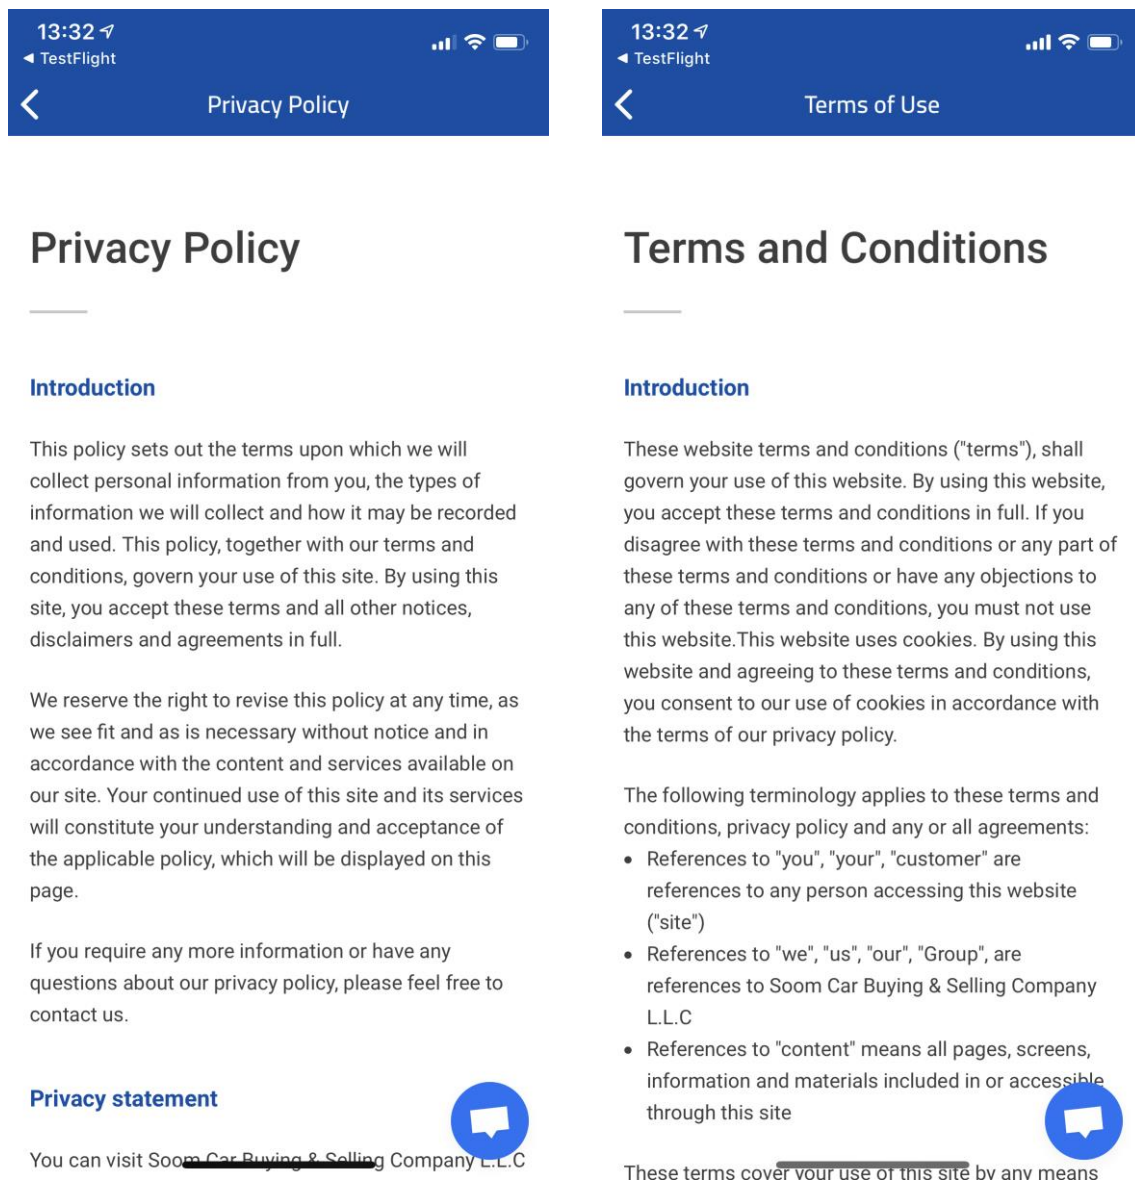 13:32
TestFlight
Privacy Policy
Privacy Policy
Introduction
This policy sets out the terms upon which we will
collect personal information from you, the types of
information we will collect and how it may be recorded
and used. This policy, together with our terms and
conditions, govern your use of this site. By using this
site, you accept these terms and all other notices,
disclaimers and agreements in full.
We reserve the right to revise this policy at any time, as
we see fit and as is necessary without notice and in
accordance with the content and services available on
our site. Your continued use of this site and its services
will constitute your understanding and acceptance of
the applicable policy, which will be displayed on this
page.
If you require any more information or have any
questions about our privacy policy, please feel free to
contact us.
Privacy statement
You can visit Soom Car Buying & Selling Company L.L.C
13:32
TestFlight
Terms of Use
Terms and Conditions
Introduction
These website terms and conditions ("terms"), shall
govern your use of this website. By using this website,
you accept these terms and conditions in full. If you
disagree with these terms and conditions or any part of
these terms and conditions or have any objections to
any of these terms and conditions, you must not use
this website.This website uses cookies. By using this
website and agreeing to these terms and conditions,
you consent to our use of cookies in accordance with
the terms of our privacy policy.
The following terminology applies to these terms and
conditions, privacy policy and any or all agreements:
• References to "you", "your", "customer" are
references to any person accessing this website
("site")
• References to "we", "us", "our", "Group", are
references to Soom Car Buying & Selling Company
L.L.C
• References to "content" means all pages, screens,
information and materials included in or accessible
through this site
These terms cover your use of this site by any means